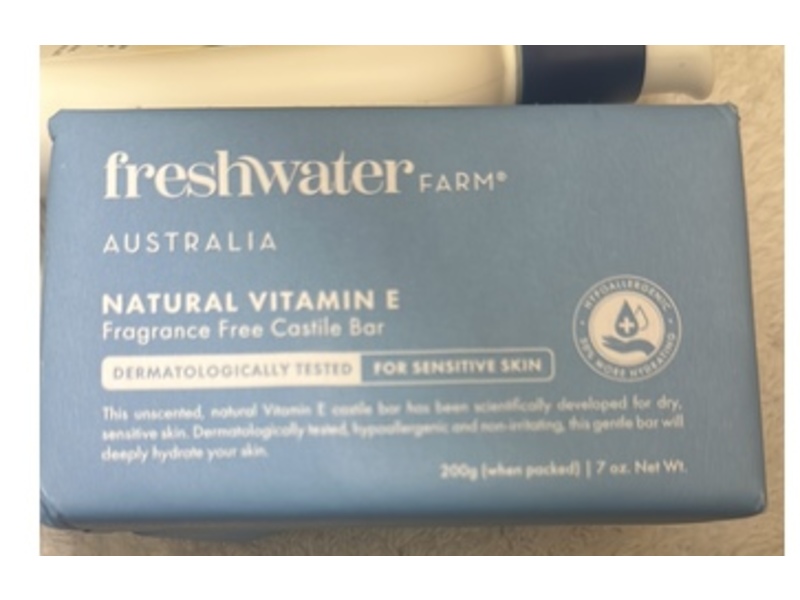 freshwater FARM®
AUSTRALIA
NATURAL VITAMIN E
Fragrance Free Castile Bar
DERMATOLOGICALLY TESTED FOR SENSITIVE SKIN
HYPOALLERGENIC
50% MORE HYDRATING
This unscented, natural Vitamin E castile bar has been scientifically developed for dry,
sensitive skin. Dermatologically tested, hypoallergenic and non-irritating, this gentle bar will
deeply hydrate your skin.
200g (when packed) | 7 oz. Net Wt.